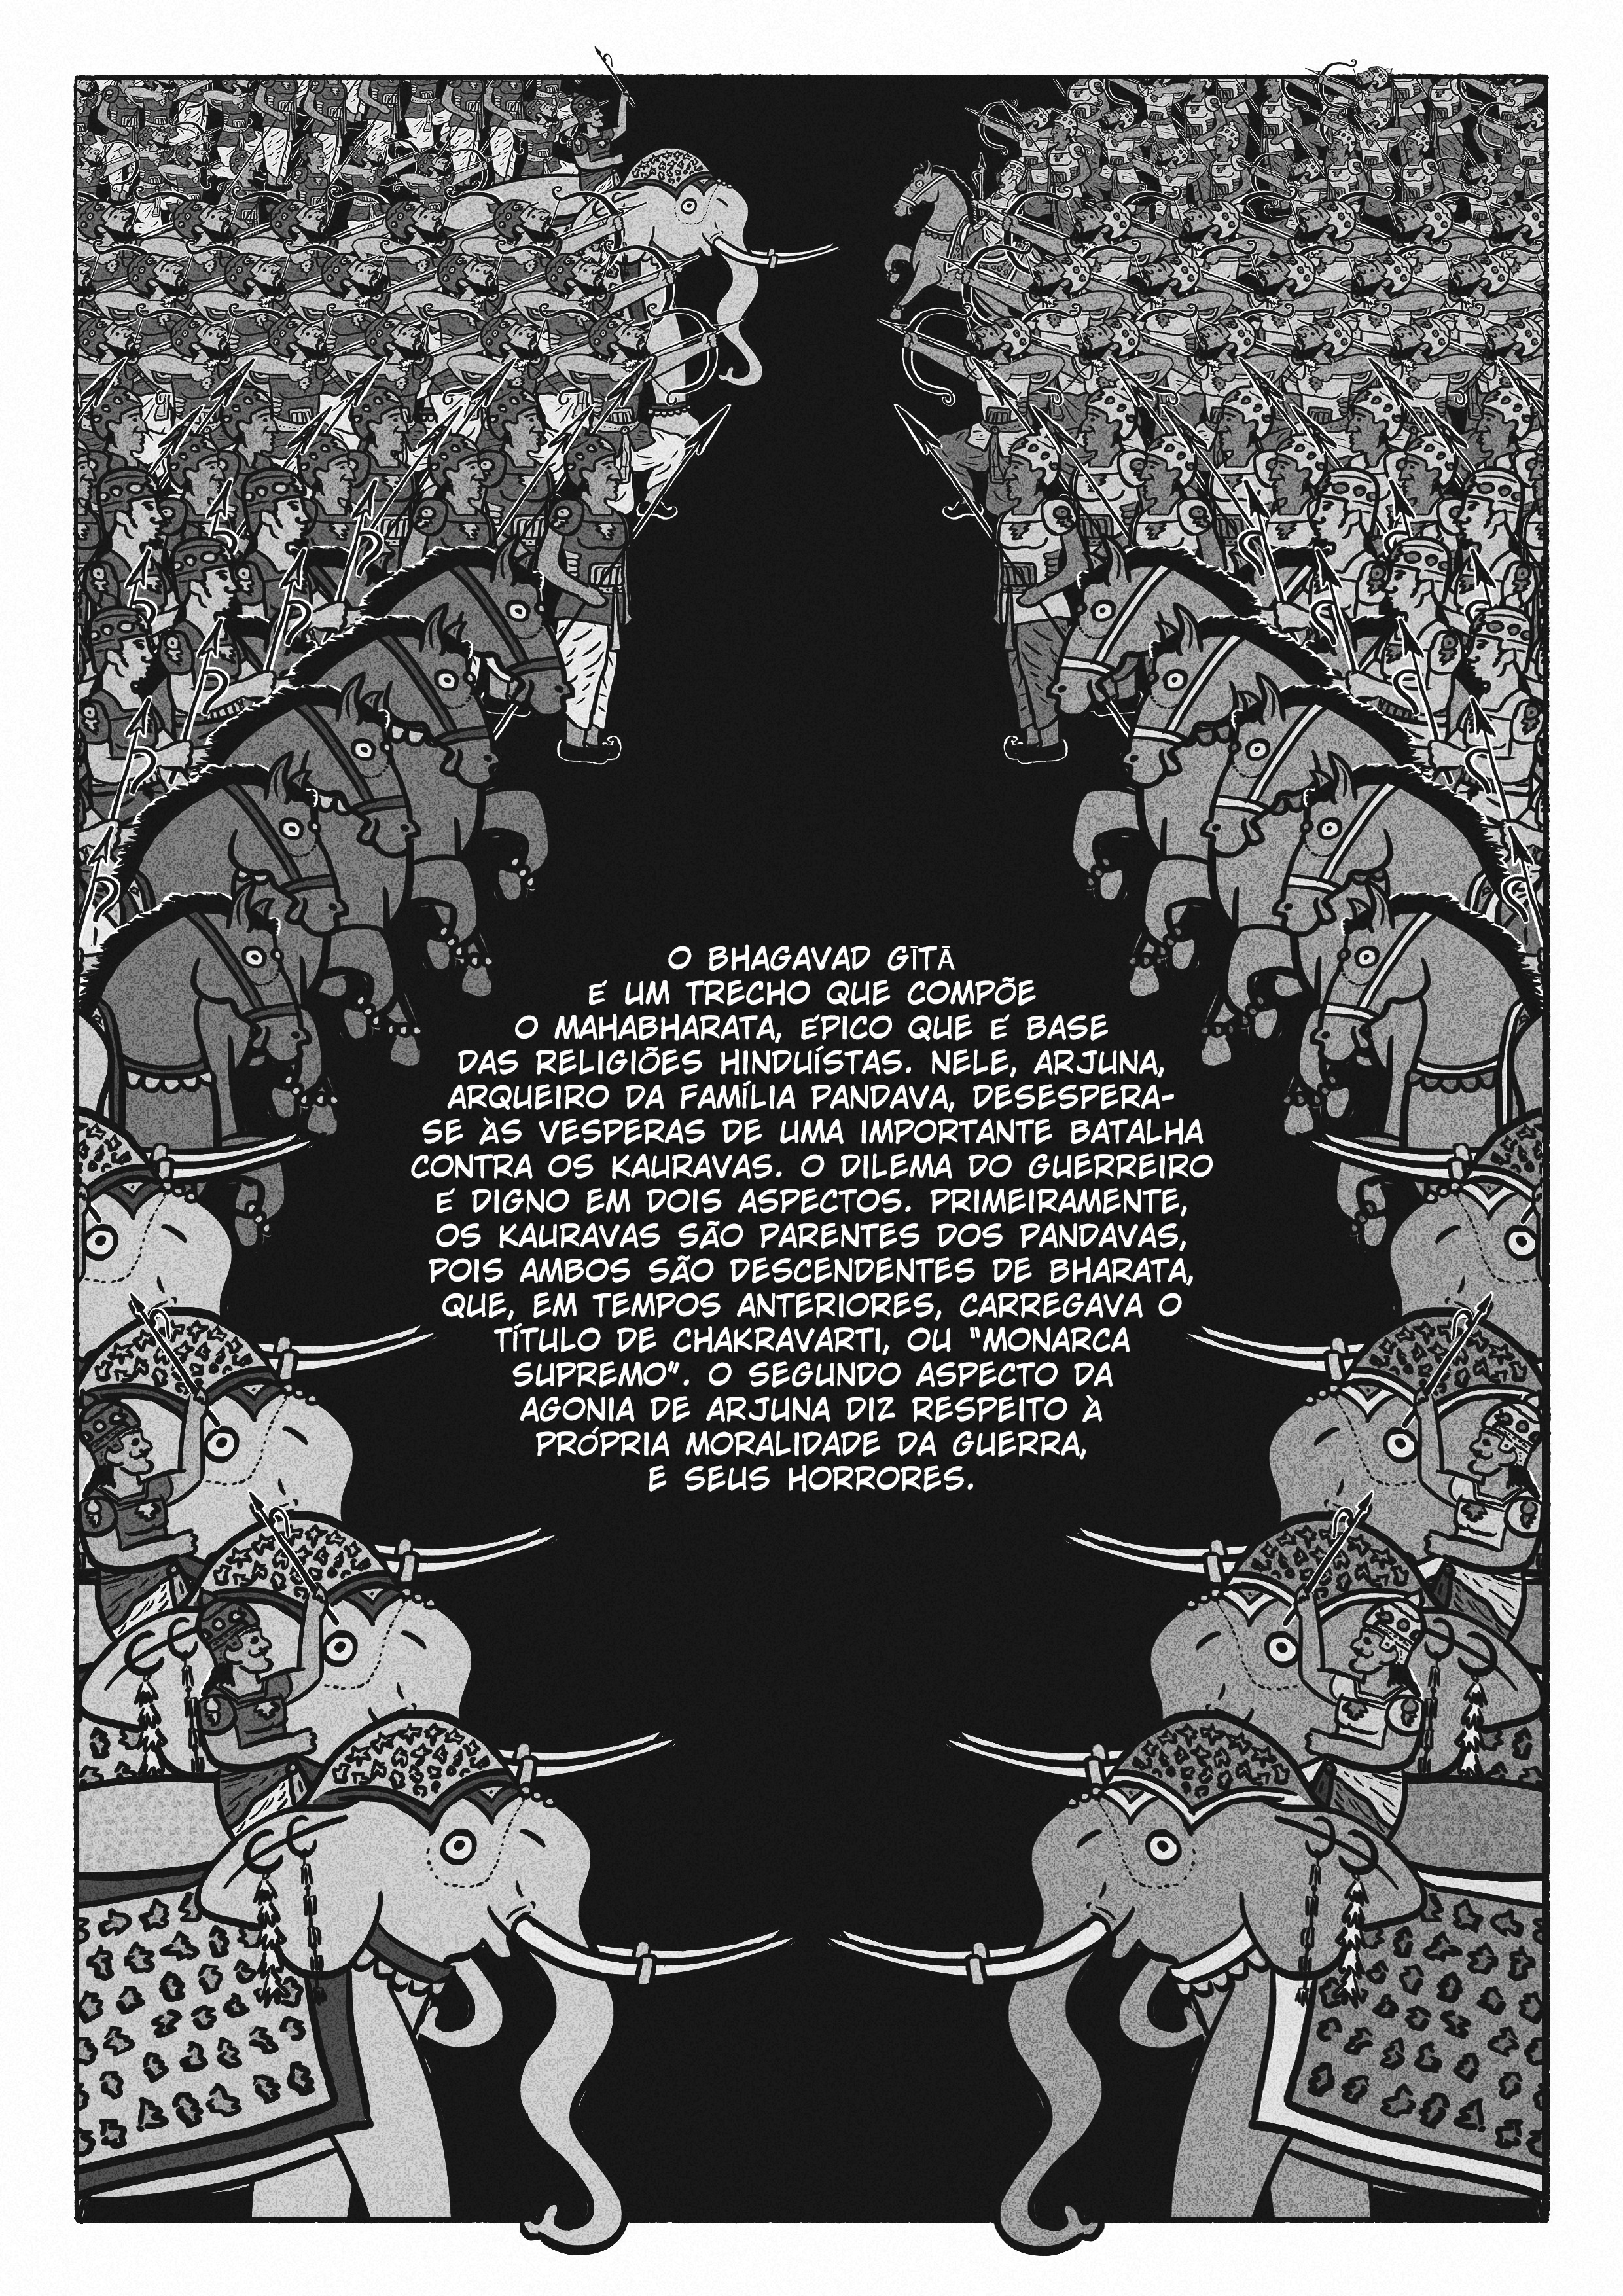 O BHAGAVAD GĪTĀ
É UM TRECHO QUE COMPÕE
O MAHABHARATA, ÉPICO QUE É BASE
DAS RELIGIÕES HINDUÍSTAS. NELE, ARJUNA,
ARQUEIRO DA FAMÍLIA PANDAVA, DESESPERA-
SE ÀS VESPERAS DE UMA IMPORTANTE BATALHA
CONTRA OS KAURAVAS. O DILEMA DO GUERREIRO
É DIGNO EM DOIS ASPECTOS. PRIMEIRAMENTE,
OS KAURAVAS SÃO PARENTES DOS PANDAVAS,
POIS AMBOS SÃO DESCENDENTES DE BHARATA,
QUE, EM TEMPOS ANTERIORES, CARREGAVA O
TÍTULO DE CHAKRAVARTI, OU "MONARCA
SUPREMO". O SEGUNDO ASPECTO DA
AGONIA DE ARJUNA DIZ RESPEITO À
PRÓPRIA MORALIDADE DA GUERRA,
E SEUS HORRORES.